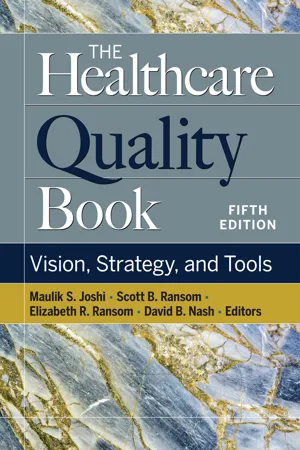 THE
Healthcare
Quality
Book
FIFTH
EDITION
Vision, Strategy, and Tools
Maulik S. Joshi · Scott B. Ransom ·
Elizabeth R. Ransom · David B. Nash · Editors